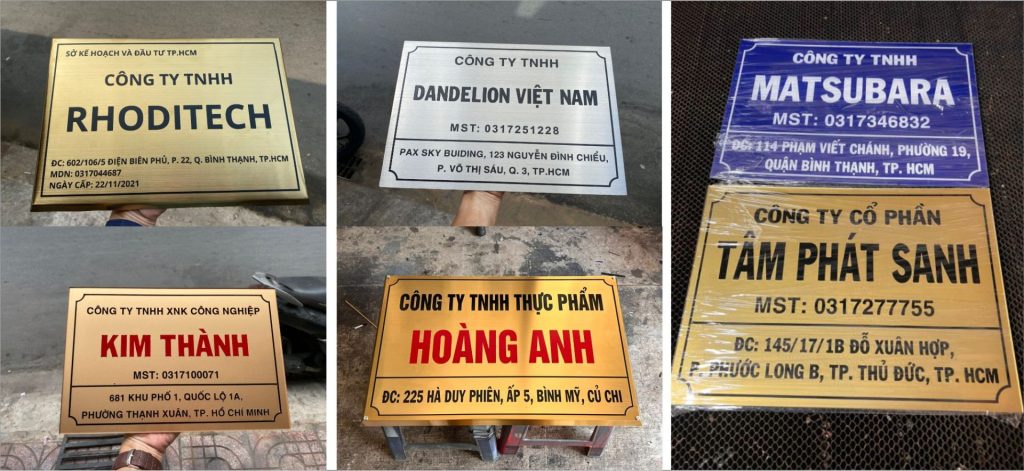 SỞ KẾ HOẠCH VÀ ĐẦU TƯ TP.HCM
CÔNG TY TNHH
RHODITECH
ĐC: 602/106/5 ĐIỆN BIÊN PHỦ, P. 22, Q. BÌNH THẠNH, TP.HCM
MDN: 0317044687
NGÀY CẤP: 22/11/2021
CÔNG TY TNHH XNK CÔNG NGHIỆP
KIM THÀNH
MST: 0317100071
681 KHU PHỐ 1, QUỐC LỘ 1A,
PHƯỜNG THẠNH XUÂN, TP. HỒ CHÍ MINH
CÔNG TY TNHH
DANDELION VIỆT NAM
MST: 0317251228
PAX SKY BUIDING, 123 NGUYỄN ĐÌNH CHIỂU,
P. VÕ THỊ SÁU, Q. 3, TP.HCM
CÔNG TY TNHH THỰC PHẨM
HOÀNG ANH
ĐC: 225 HÀ DUY PHIÊN, ẤP 5, BÌNH MỸ, CỦ CHI
CÔNG TY TNHH
MATSUBARA
MST: 0317346832
ĐC: 114 PHẠM VIẾT CHÁNH, PHƯỜNG 19,
QUẬN BÌNH THẠNH, TP. HCM
CÔNG TY CỔ PHẦN
TÂM PHÁT SANH
MST: 0317277755
ĐC: 145/17/1B ĐỖ XUÂN HỢP,
P. PHƯỚC LONG B, TP. THỦ ĐỨC, TP. HCM